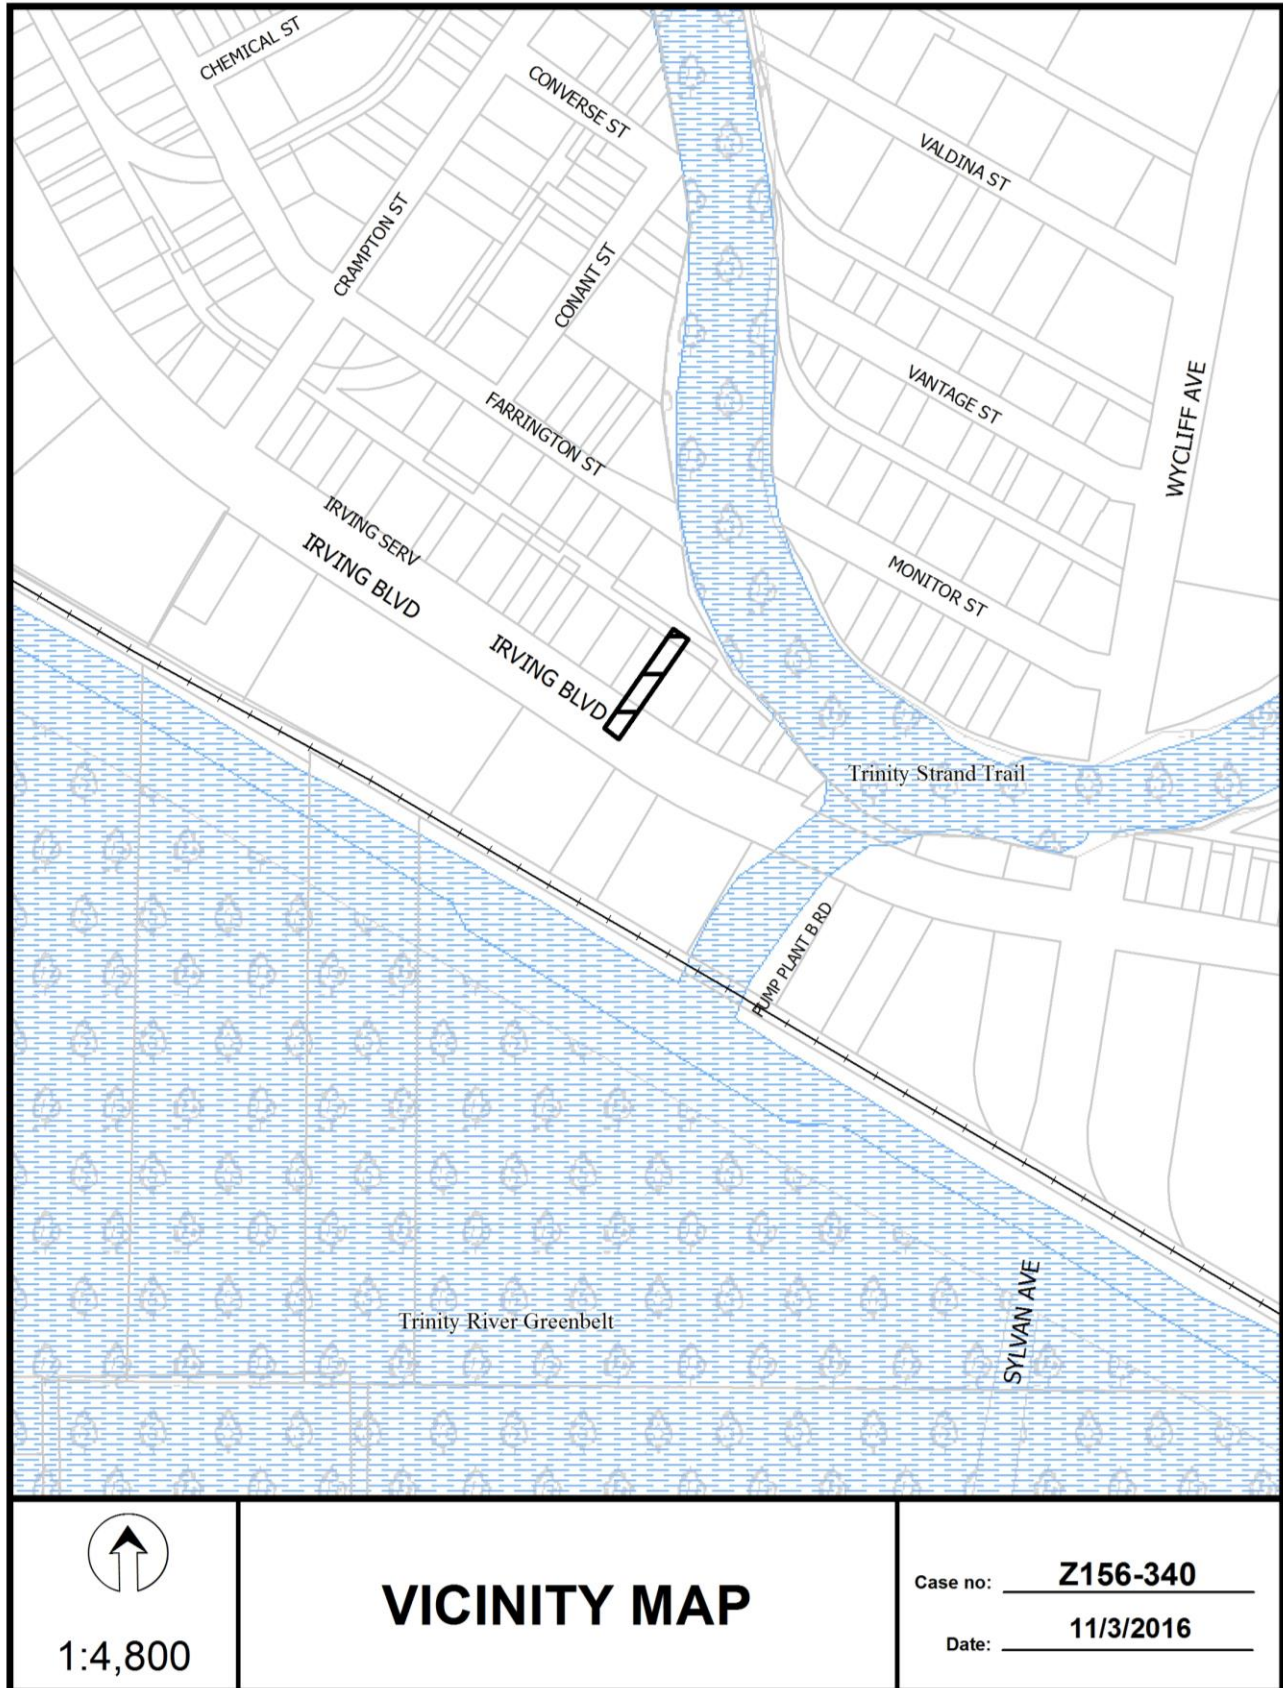 CHEMICAL ST
CONVERSE ST
VALDINA ST
CRAMPTON ST
CONANT ST
VANTAGE ST
WYCLIFF AVE
FARRINGTON ST
IRVING SERV
IRVING BLVD
MONITOR ST
IRVING BLVD
Trinity Strand Trail
PUMP PLANT B RD
Trinity River Greenbelt
SYLVAN AVE
1:4,800
VICINITY MAP
Case no: Z156-340
Date: 11/3/2016